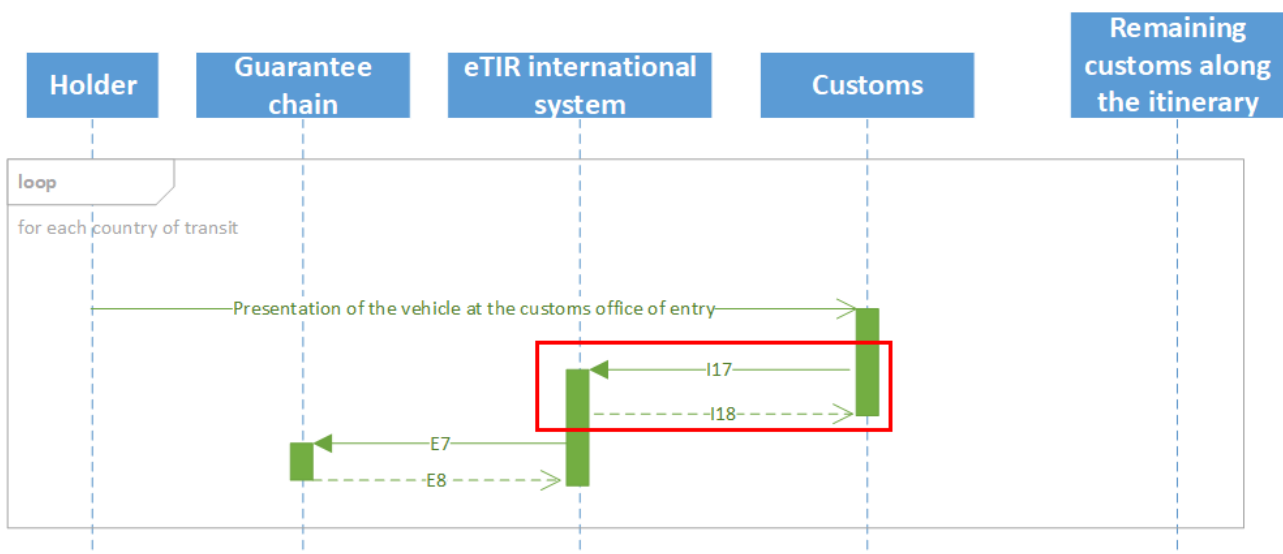 Holder
Guarantee
chain
eTIR international
system
Customs
Remaining
customs along
the itinerary
loop
for each country of transit
Presentation of the vehicle at the customs office of entry
I17
I18
E7
E8